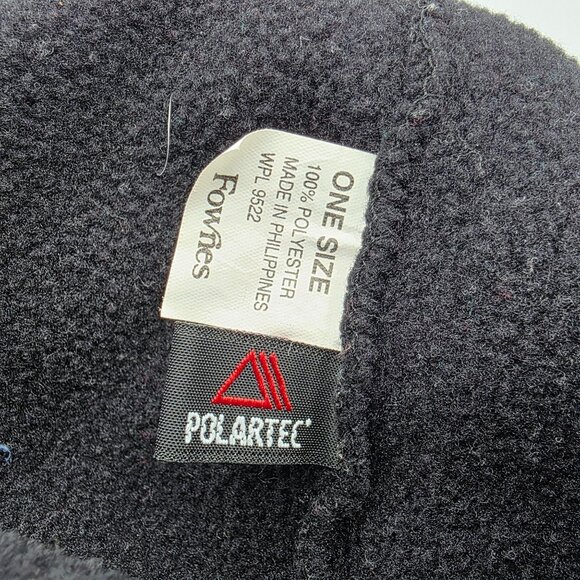 ONE SIZE
100% POLYESTER
MADE IN PHILIPPINES
WPL 9522
Fownes
POLARTEC®